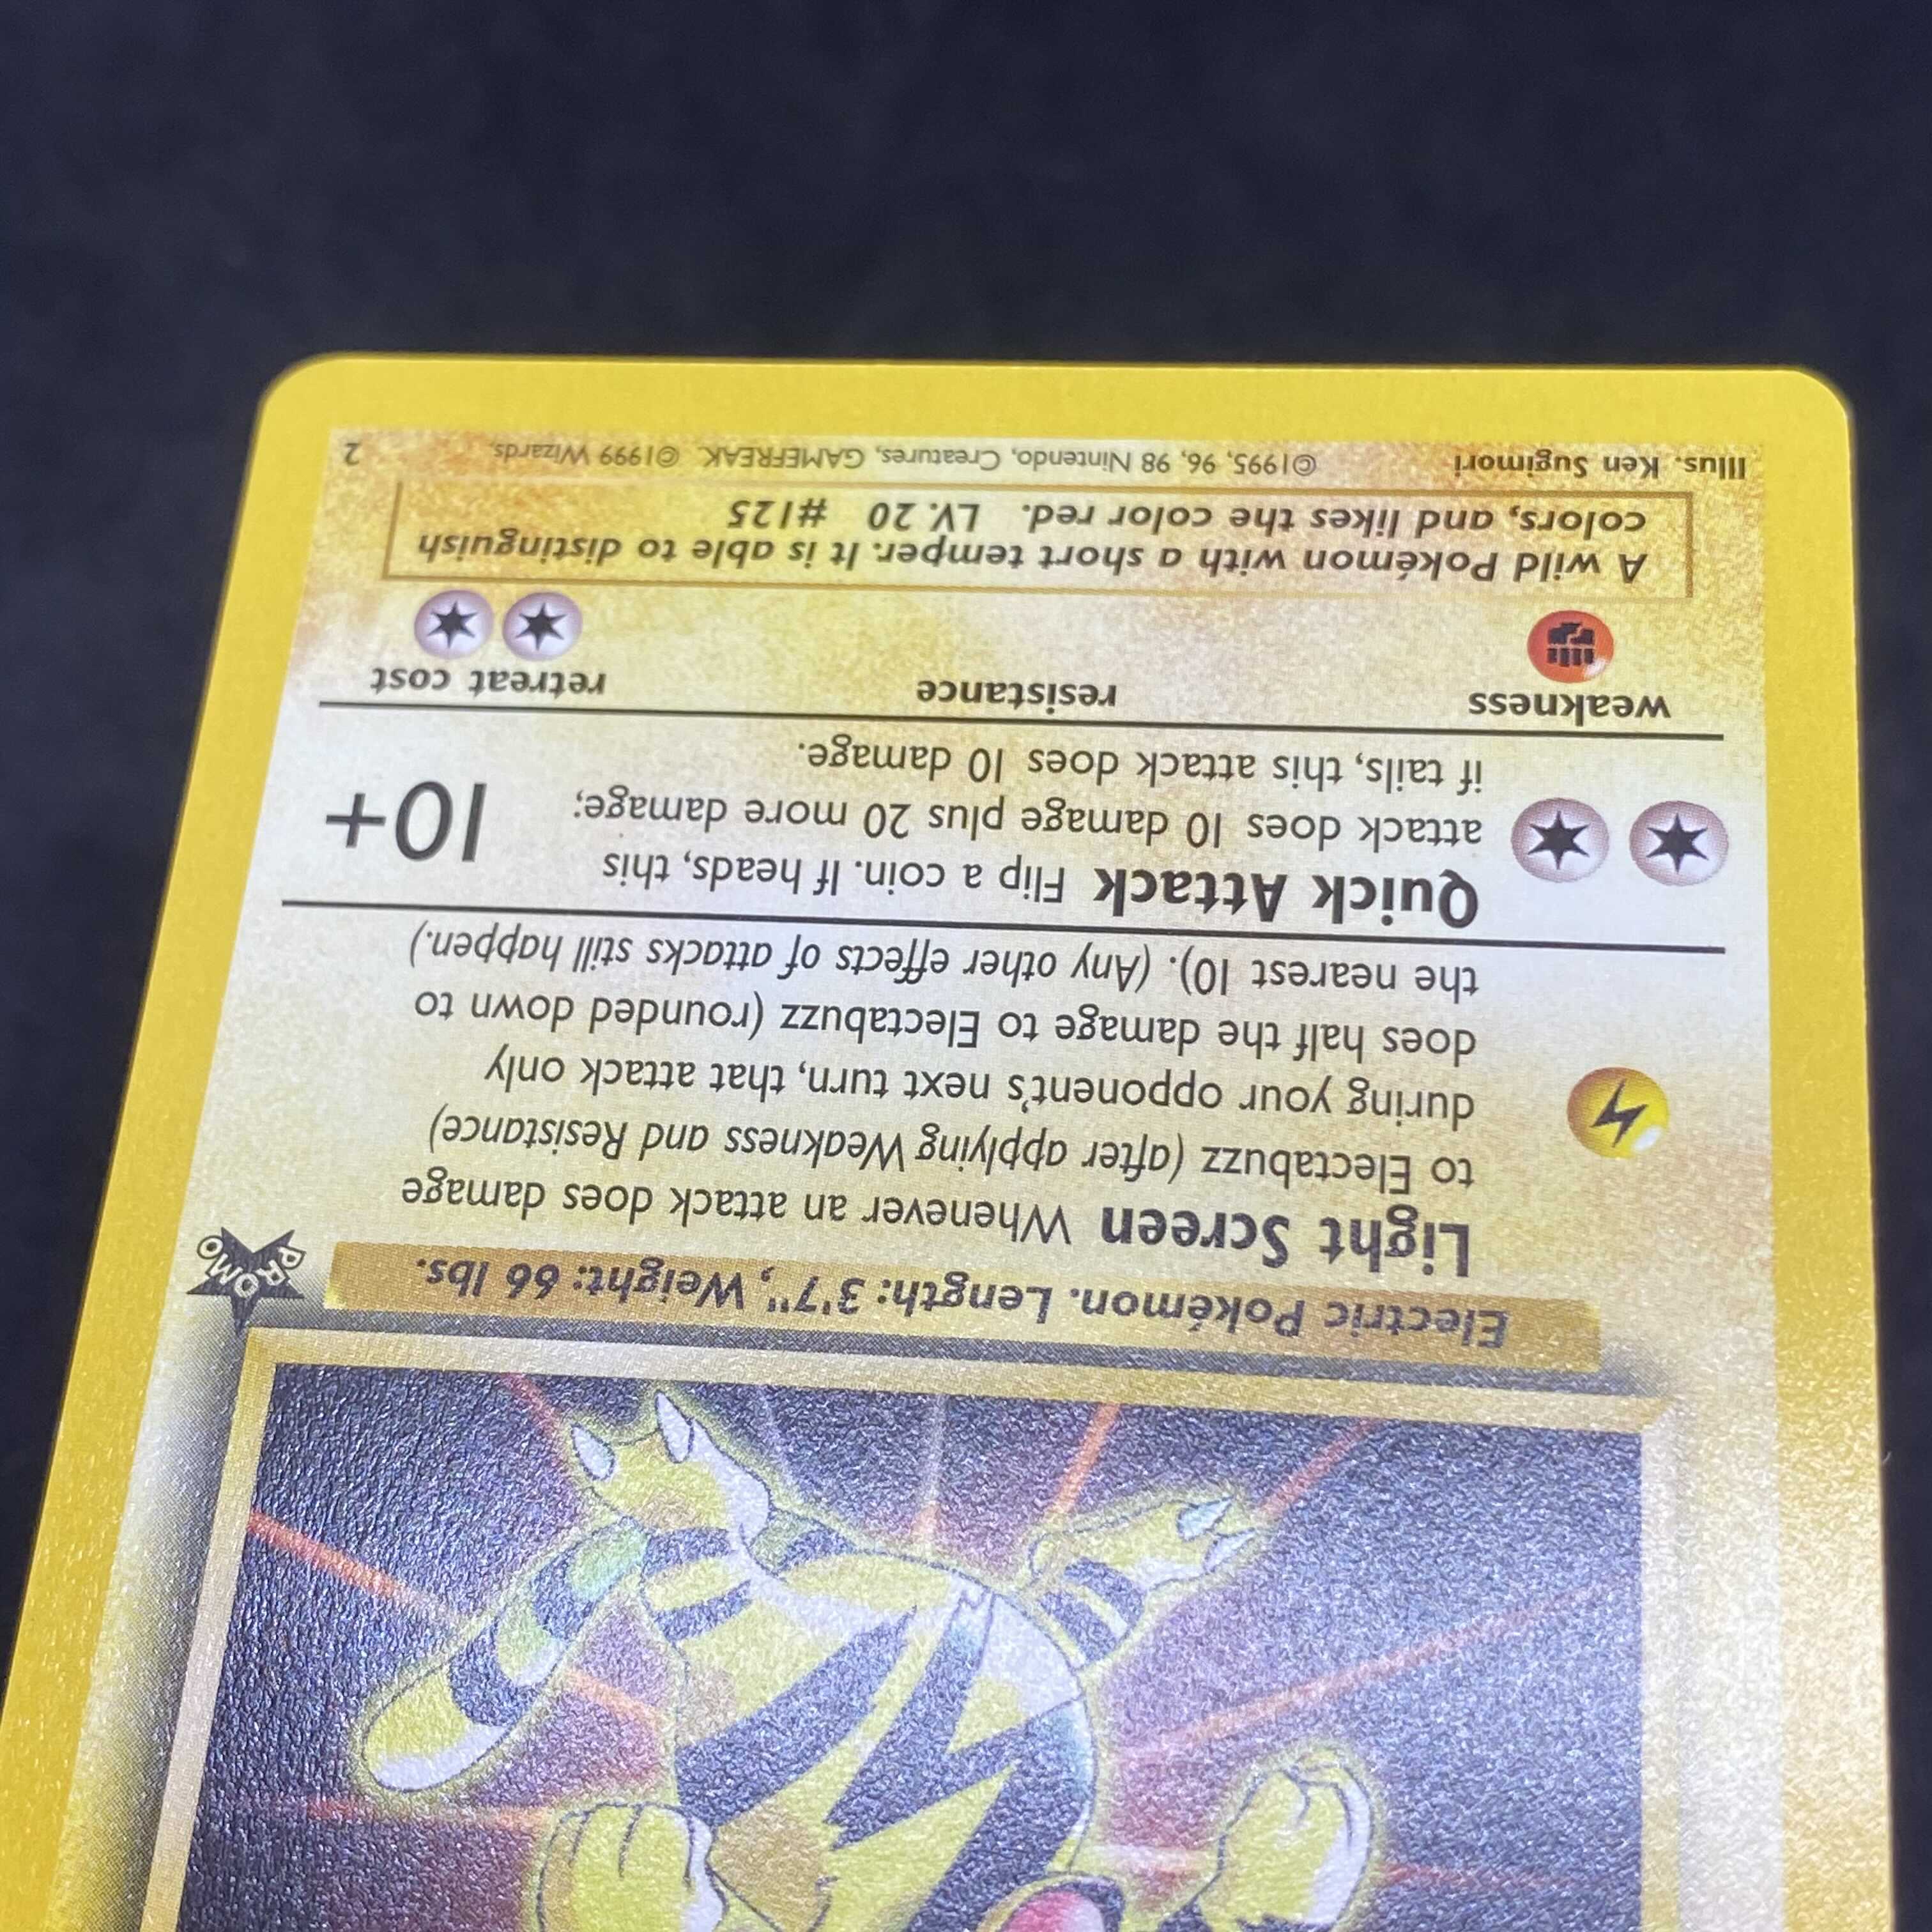 PROMO
Electric Pokémon. Length: 3'7", Weight: 66 lbs.
Light Screen Whenever an attack does damage
to Electabuzz (after applying Weakness and Resistance)
during your opponent's next turn, that attack only
does half the damage to Electabuzz (rounded down to
the nearest 10). (Any other effects of attacks still happen.)
Quick Attack Flip a coin. If heads, this
attack does 10 damage plus 20 more damage;
if tails, this attack does 10 damage.
10+
weakness resistance retreat cost
A wild Pokémon with a short temper. It is able to distinguish
colors, and likes the color red. LV. 20 #125
Illus. Ken Sugimori ©1995, 96, 98 Nintendo, Creatures, GAMEFREAK. ©1999 Wizards. 2